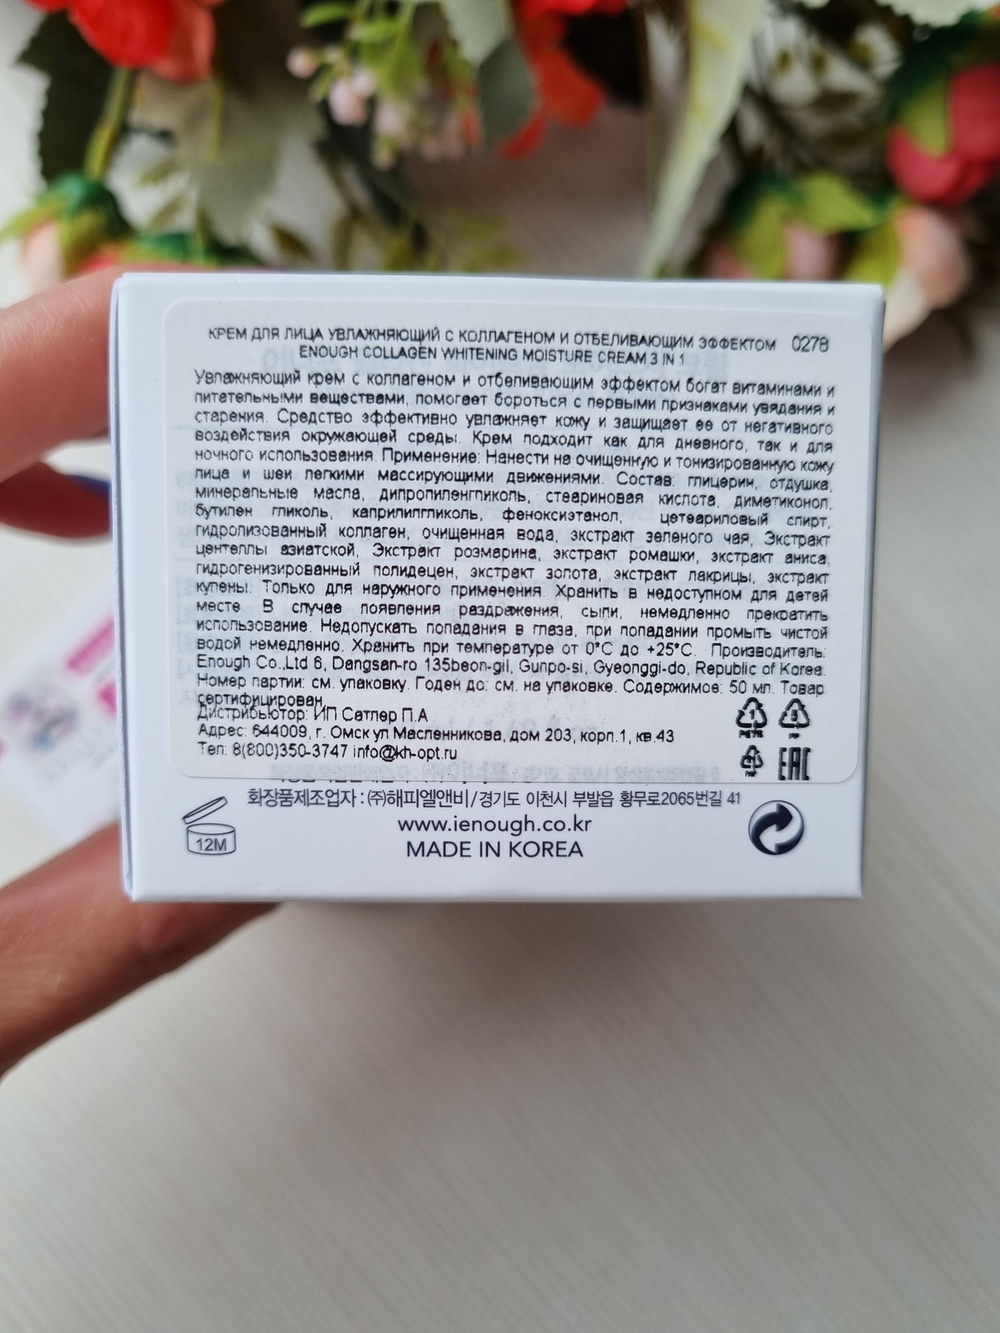 КРЕМ ДЛЯ ЛИЦА УВЛАЖНЯЮЩИЙ С КОЛЛАГЕНОМ И ОТБЕЛИВАЮЩИМ ЭФФЕКТОМ 0278
ENOUGH COLLAGEN WHITENING MOISTURE CREAM 3 IN 1
Увлажняющий крем с коллагеном и отбеливающим эффектом богат витаминами и
питательными веществами, помогает бороться с первыми признаками увядания и
старения. Средство эффективно увлажняет кожу и защищает ее от негативного
воздействия окружающей среды. Крем подходит как для дневного, так и для
ночного использования. Применение: Нанести на очищенную и тонизированную кожу
лица и шеи легкими массирующими движениями. Состав: глицерин, отдушка,
минеральные масла, дипропиленгликоль, стеариновая кислота, диметиконол,
бутилен гликоль, каприлилгликоль, феноксиэтанол, цетеариловый спирт,
гидролизованный коллаген, очищенная вода, экстракт зеленого чая, Экстракт
центеллы азиатской, Экстракт розмарина, экстракт ромашки, экстракт аниса,
гидрогенизированный полидецен, экстракт золота, экстракт лакрицы, экстракт
купены. Только для наружного применения. Хранить в недоступном для детей
месте. В случае появления раздражения, сыпи, немедленно прекратить
использование. Недопускать попадания в глаза, при попадании промыть чистой
водой немедленно. Хранить при температуре от 0°С до +25°С. Производитель:
Enough Co.,Ltd 6, Dangsan-ro 135beon-gil, Gunpo-si, Gyeonggi-do, Republic of Korea.
Номер партии: см. упаковку. Годен до: см. на упаковке. Содержимое: 50 мл. Товар
сертифицирован.
Дистрибьютор: ИП Сатлер П.А
Адрес: 644009, г. Омск ул Масленникова, дом 203, корп.1, кв.43
Тел: 8(800)350-3747 info@kh-opt.ru
EAC
화장품제조업자 : ㈜해피엘앤비/경기도 이천시 부발읍 황무로2065번길 41
12M
www.ienough.co.kr
MADE IN KOREA